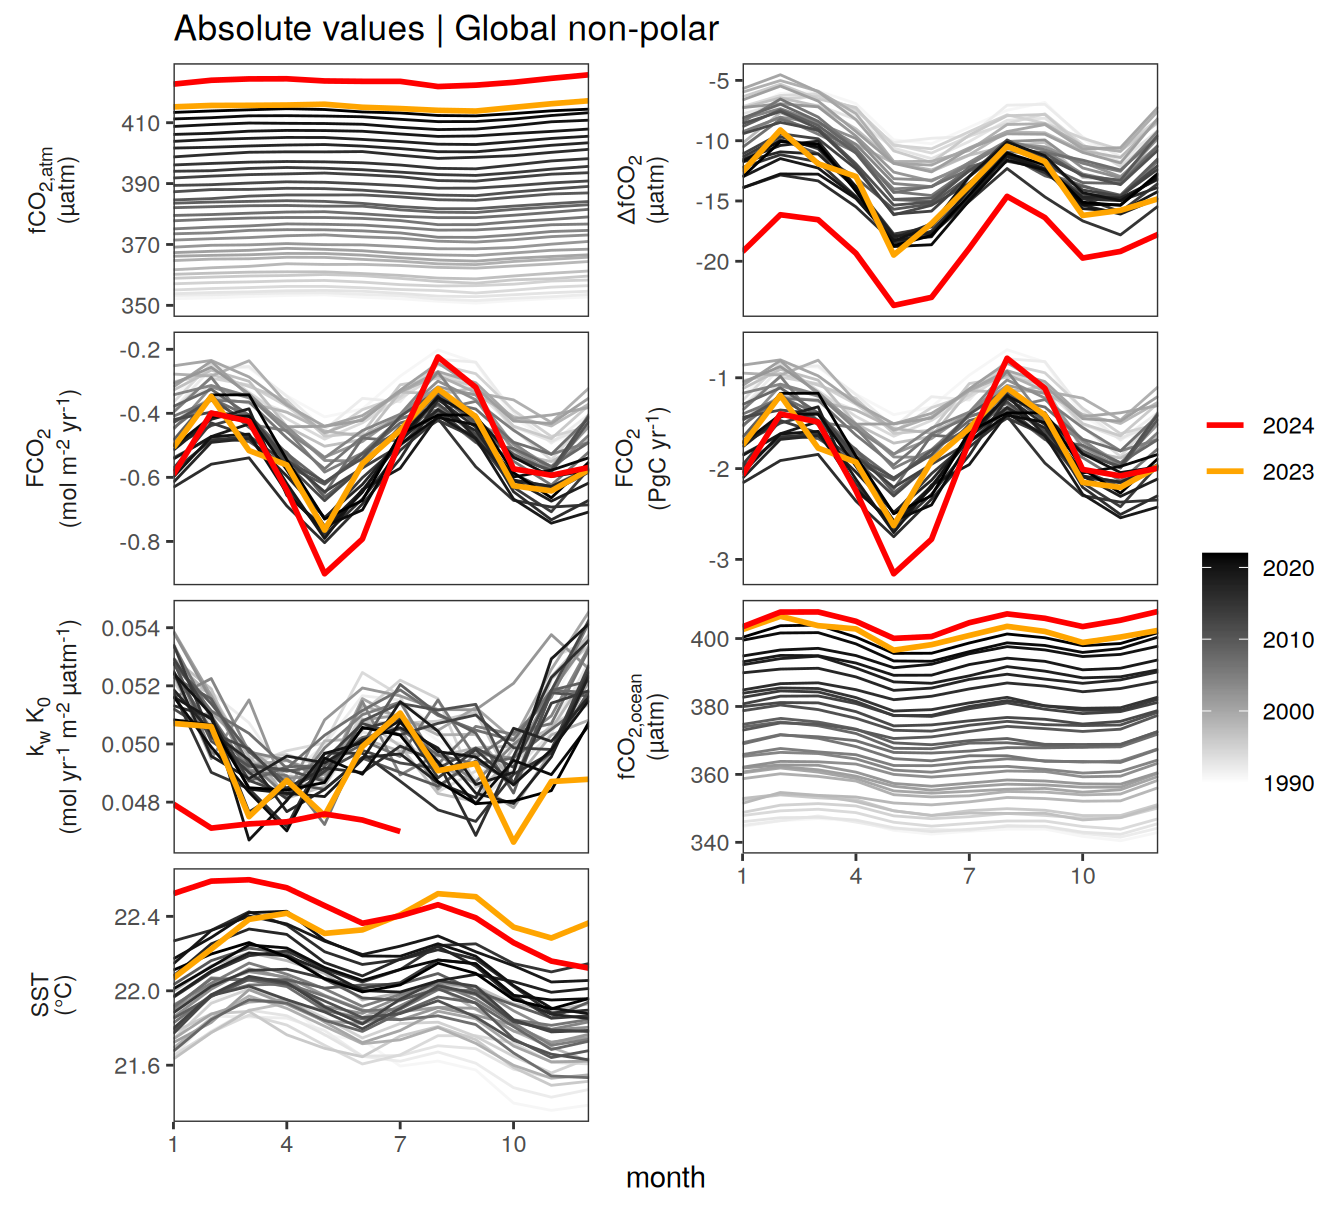 Absolute values | Global non-polar
fCO2,atm
(µatm)
410
390
370
350
ΔfCO2
(µatm)
-5
-10
-15
-20
FCO2
(mol m-2 yr-1)
-0.2
-0.4
-0.6
-0.8
FCO2
(PgC yr-1)
-1
-2
-3
kw K0
(mol yr-1 m-2 µatm-1)
0.054
0.052
0.050
0.048
fCO2,ocean
(µatm)
400
380
360
340
1 4 7 10
SST
(°C)
22.4
22.0
21.6
1 4 7 10
month
2024
2023
2020
2010
2000
1990